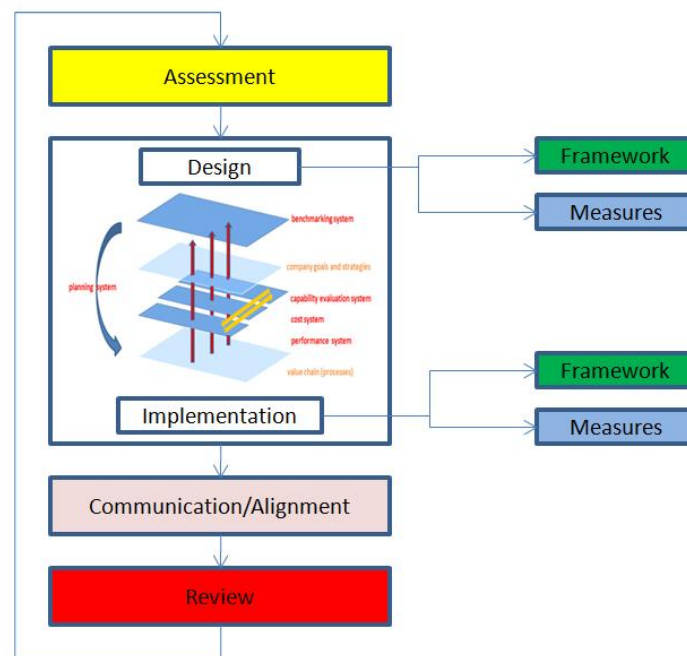 Assessment
Design
Framework
Measures
benchmarking system
company goals and strategies
planning system
capability evaluation system
cost system
performance system
value chain (processes)
Framework
Implementation
Measures
Communication/Alignment
Review